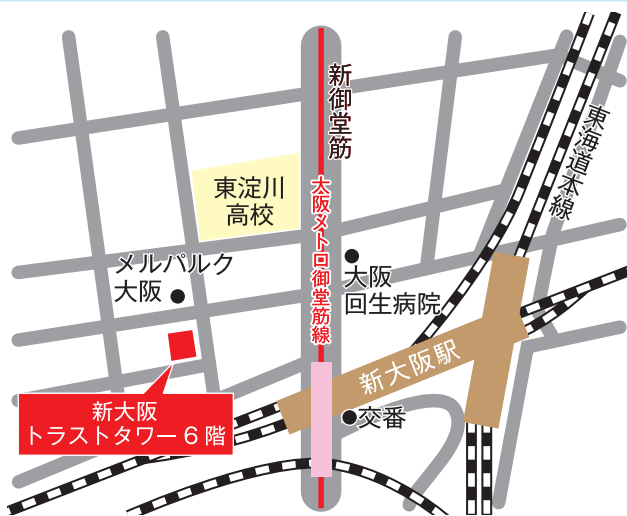 新御堂筋
東海道本線
東淀川
高校
大阪メトロ御堂筋線
メルパルク
大阪
大阪
回生病院
新大阪駅
交番
新大阪
トラストタワー6階